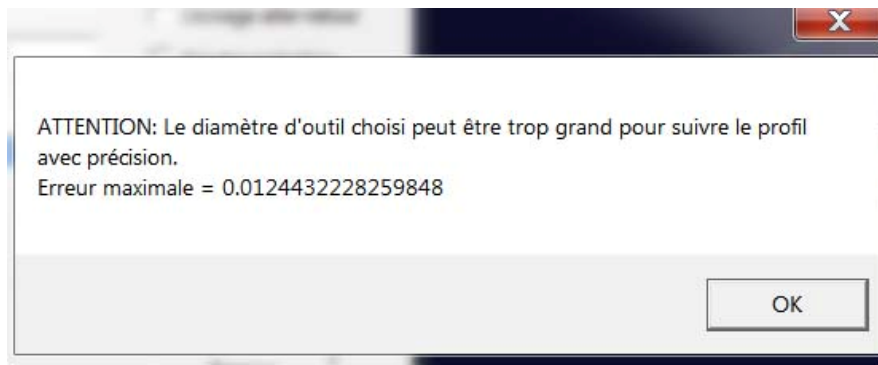 ATTENTION: Le diamètre d'outil choisi peut être trop grand pour suivre le profil
avec précision.
Erreur maximale = 0.0124432228259848
OK